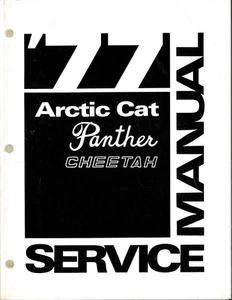 '77
Arctic Cat
Panther
CHEETAH
SERVICE
MANUAL